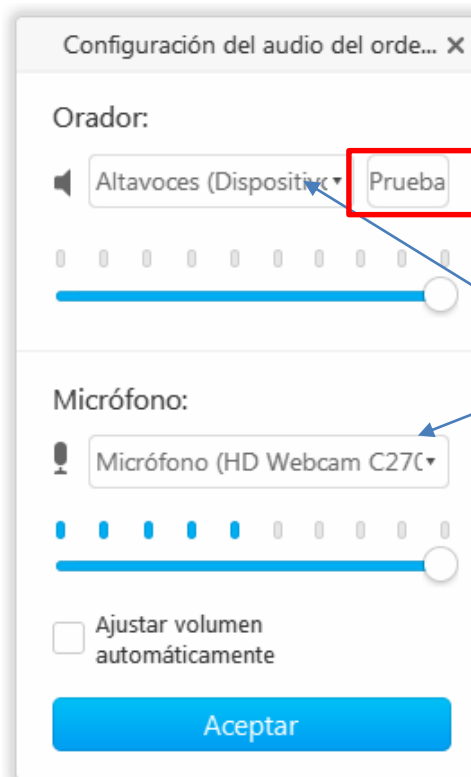 Configuración del audio del orde... ×
Orador:
Altavoces (Dispositivo
Prueba
Micrófono:
Micrófono (HD Webcam C270
Ajustar volumen
automáticamente
Aceptar